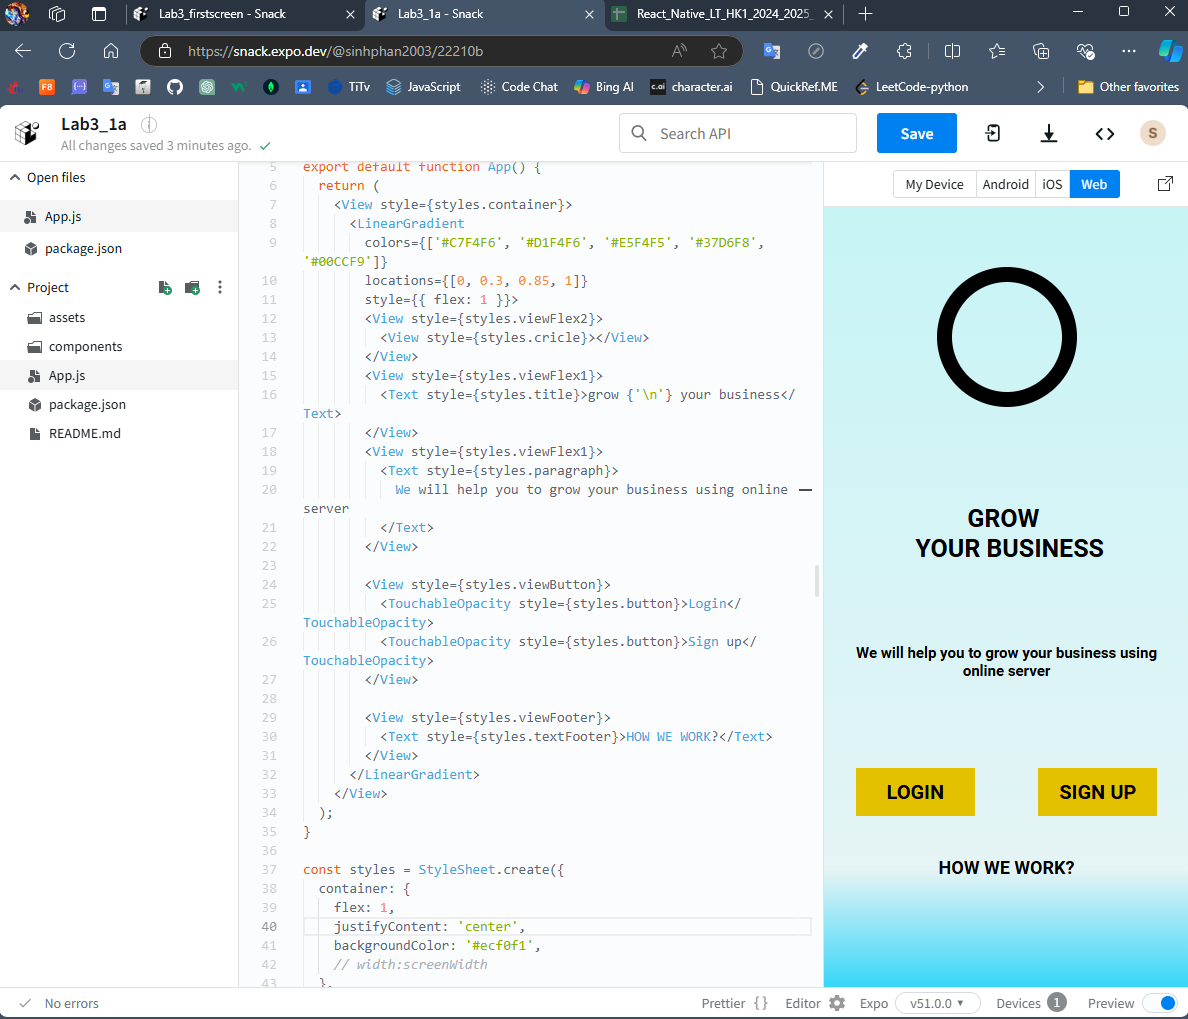 Lab3_firstscreen - Snack
Lab3_1a - Snack
React_Native_LT_HK1_2024_2025_
https://snack.expo.dev/@sinhphan2003/22210b
F8
TiTv
JavaScript
Code Chat
Bing AI
c.ai
character.ai
QuickRef.ME
LeetCode-python
Other favorites
Lab3_1a
All changes saved 3 minutes ago.
Search API
Save
S
Open files
App.js
package.json
Project
assets
components
App.js
package.json
README.md
5 export default function App() {
6 return (
7 <View style={styles.container}>
8 <LinearGradient
9 colors={['#C7F4F6', '#D1F4F6', '#E5F4F5', '#37D6F8',
'#00CCF9']}
10 locations={[0, 0.3, 0.85, 1]}
11 style={{ flex: 1 }}>
12 <View style={styles.viewFlex2}>
13 <View style={styles.cricle}></View>
14 </View>
15 <View style={styles.viewFlex1}>
16 <Text style={styles.title}>grow {'\n'} your business</
Text>
17 </View>
18 <View style={styles.viewFlex1}>
19 <Text style={styles.paragraph}>
20 We will help you to grow your business using online
server
21 </Text>
22 </View>
23
24 <View style={styles.viewButton}>
25 <TouchableOpacity style={styles.button}>Login</
TouchableOpacity>
26 <TouchableOpacity style={styles.button}>Sign up</
TouchableOpacity>
27 </View>
28
29 <View style={styles.viewFooter}>
30 <Text style={styles.textFooter}>HOW WE WORK?</Text>
31 </View>
32 </LinearGradient>
33 </View>
34 );
35 }
36
37 const styles = StyleSheet.create({
38 container: {
39 flex: 1,
40 justifyContent: 'center',
41 backgroundColor: '#ecf0f1',
42 // width:screenWidth
43 },
My Device
Android
iOS
Web
GROW
YOUR BUSINESS
We will help you to grow your business using
online server
LOGIN
SIGN UP
HOW WE WORK?
No errors
Prettier { }
Editor
Expo
v51.0.0
Devices 1
Preview